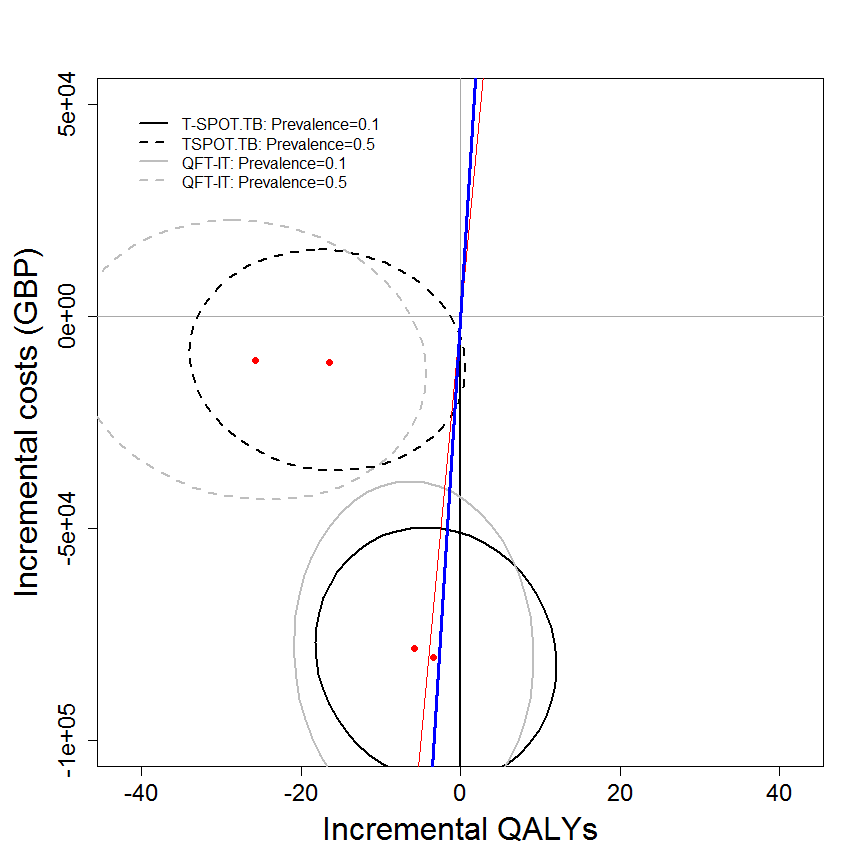 T-SPOT.TB: Prevalence=0.1
TSPOT.TB: Prevalence=0.5
QFT-IT: Prevalence=0.1
QFT-IT: Prevalence=0.5
Incremental costs (GBP)
5e+04
0e+00
-5e+04
-1e+05
-40 -20 0 20 40
Incremental QALYs